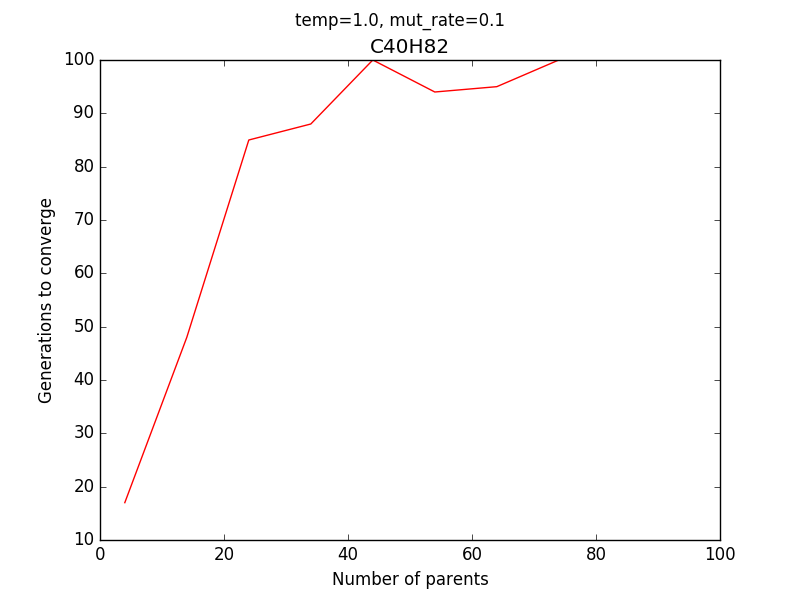 temp=1.0, mut_rate=0.1
C40H82
100
90
80
70
60
50
40
30
20
10
Generations to converge
0 20 40 60 80 100
Number of parents